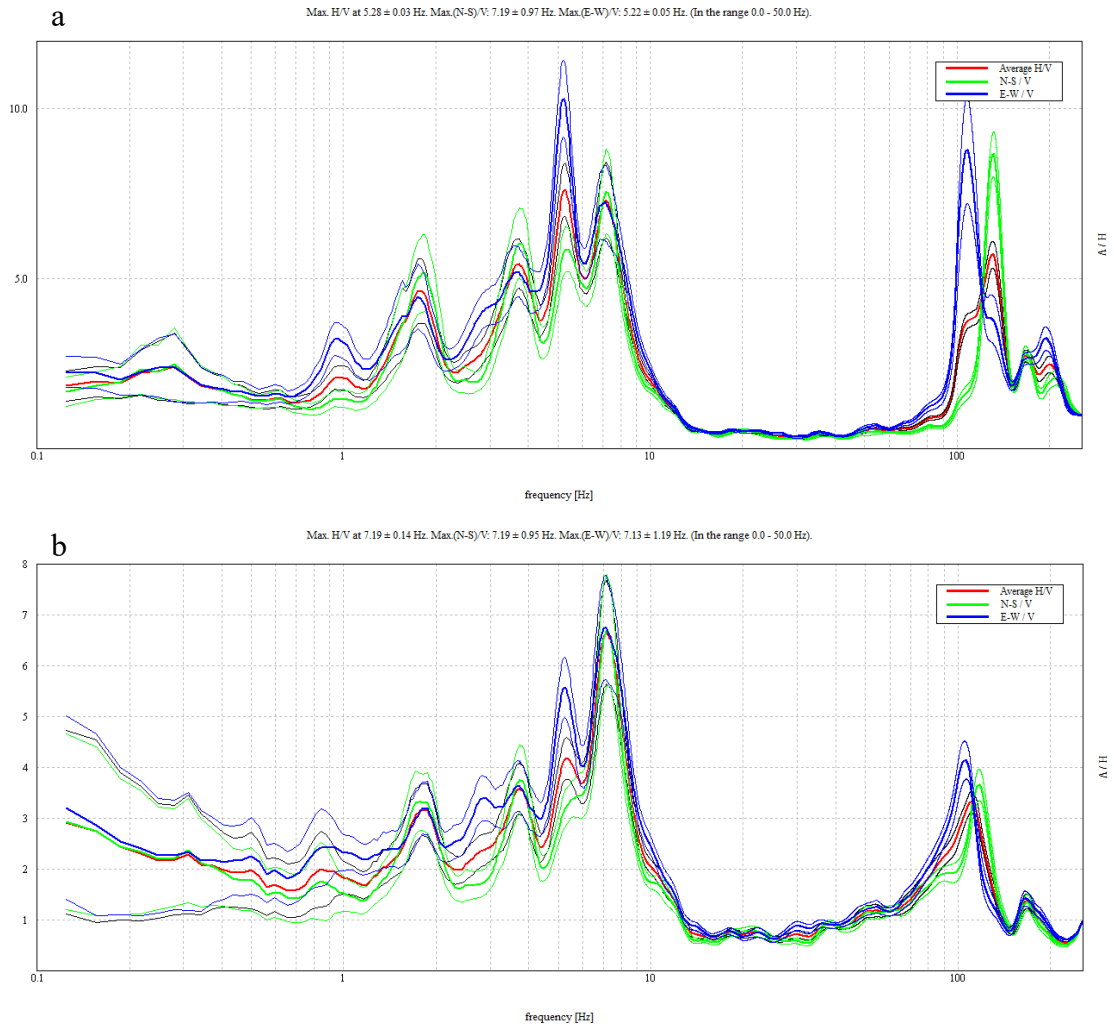 a
Max. H/V at 5.28 ± 0.03 Hz. Max.(N-S)/V: 7.19 ± 0.97 Hz. Max.(E-W)/V: 5.22 ± 0.05 Hz. (In the range 0.0 - 50.0 Hz).
Average H/V
N-S / V
E-W / V
10.0
5.0
H / V
0.1 1 10 100
frequency [Hz]
b
Max. H/V at 7.19 ± 0.14 Hz. Max.(N-S)/V: 7.19 ± 0.95 Hz. Max.(E-W)/V: 7.13 ± 1.19 Hz. (In the range 0.0 - 50.0 Hz).
8
Average H/V
N-S / V
E-W / V
7
6
5
4
H / V
3
2
1
0.1 1 10 100
frequency [Hz]